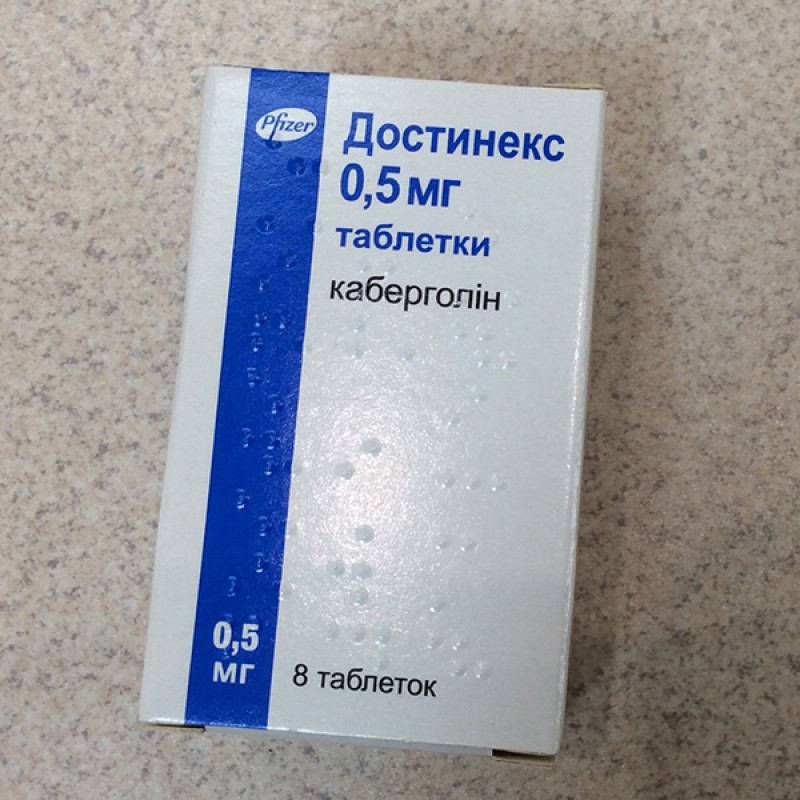 Pfizer
Достинекс
0,5 мг
таблетки
каберголін
0,5
мг
8 таблеток